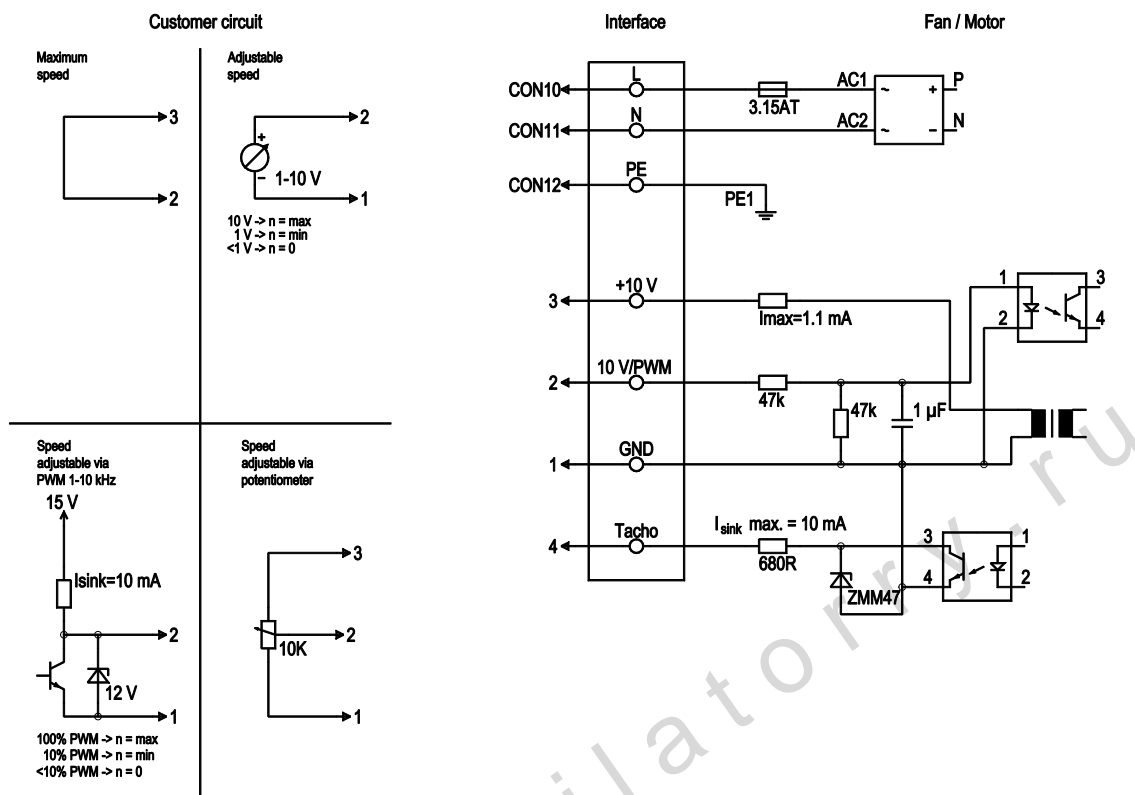 Customer circuit
Interface
Fan / Motor
Maximum
speed
3
2
Adjustable
speed
2
+
−
1-10 V
1
10 V -> n = max
1 V -> n = min
<1 V -> n = 0
Speed
adjustable via
PWM 1-10 kHz
15 V
Isink=10 mA
2
12 V
1
100% PWM -> n = max
10% PWM -> n = min
<10% PWM -> n = 0
Speed
adjustable via
potentiometer
3
2
10K
1
CON10
L
3.15AT
AC1
~
+
P
CON11
N
AC2
~
−
N
CON12
PE
PE1
3
+10 V
Imax=1.1 mA
1
2
3
4
2
10 V/PWM
47k
47k
1 µF
1
GND
4
Tacho
Isink max. = 10 mA
680R
ZMM47
3
4
1
2
ilatorry.ru